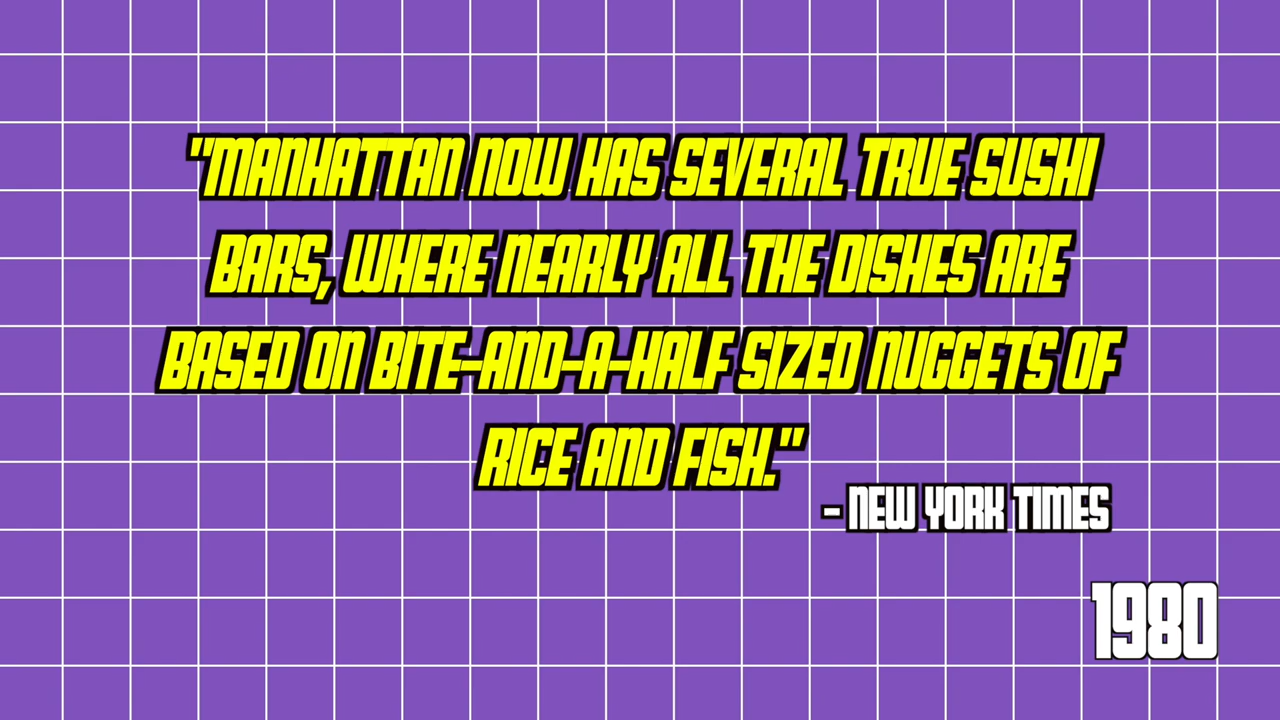 "MANHATTAN NOW HAS SEVERAL TRUE SUSHI
BARS, WHERE NEARLY ALL THE DISHES ARE
BASED ON BITE-AND-A-HALF SIZED NUGGETS OF
RICE AND FISH."
- NEW YORK TIMES
1980